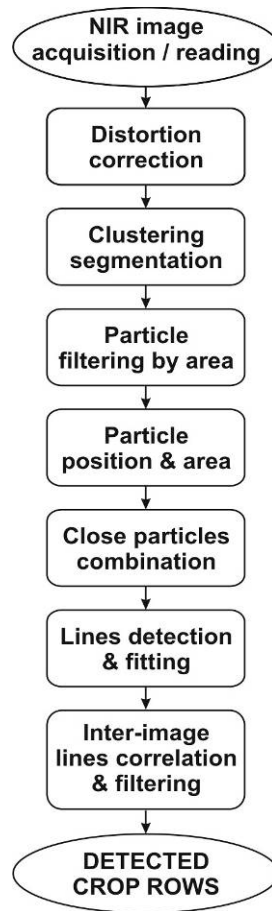 NIR image
acquisition / reading
Distortion
correction
Clustering
segmentation
Particle
filtering by area
Particle
position & area
Close particles
combination
Lines detection
& fitting
Inter-image
lines correlation
& filtering
DETECTED
CROP ROWS